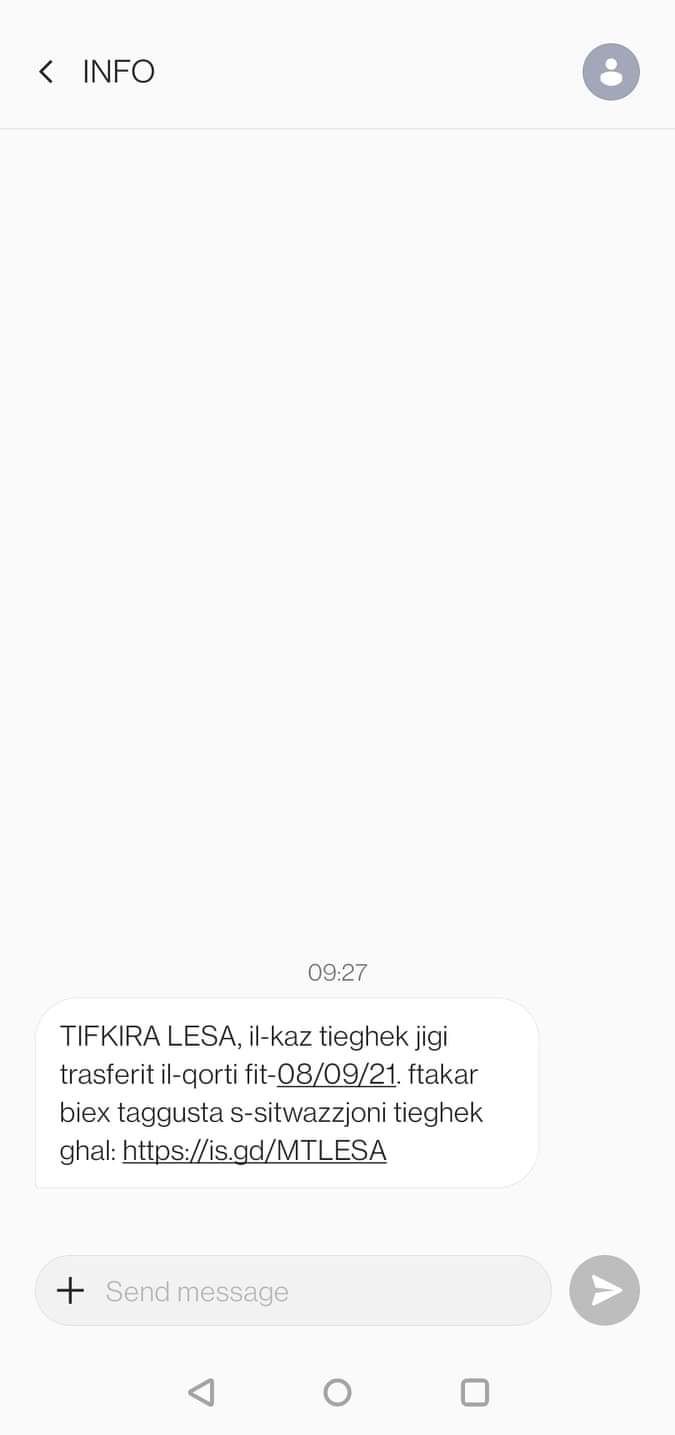 INFO
09:27
TIFKIRA LESA, il-kaz tieghek jigi
trasferit il-qorti fit-08/09/21. ftakar
biex taggusta s-sitwazzjoni tieghek
ghal: https://is.gd/MTLESA
Send message